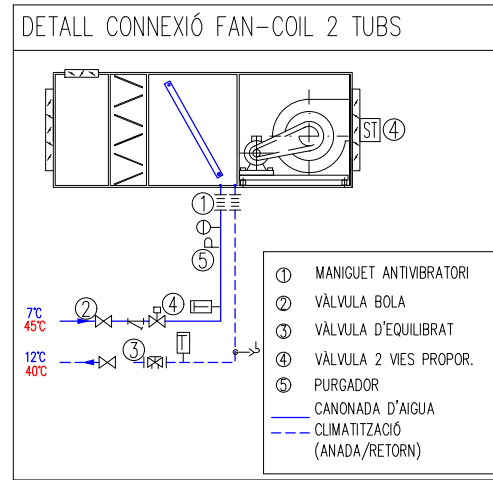 DETALL CONNEXIÓ FAN-COIL 2 TUBS
ST 4
1
5
2
4
7°C
45°C
T
3
12°C
40°C
1 MANIGUET ANTIVIBRATORI
2 VÀLVULA BOLA
3 VÀLVULA D'EQUILIBRAT
4 VÀLVULA 2 VIES PROPOR.
5 PURGADOR
CANONADA D'AIGUA
CLIMATITZACIÓ
(ANADA/RETORN)